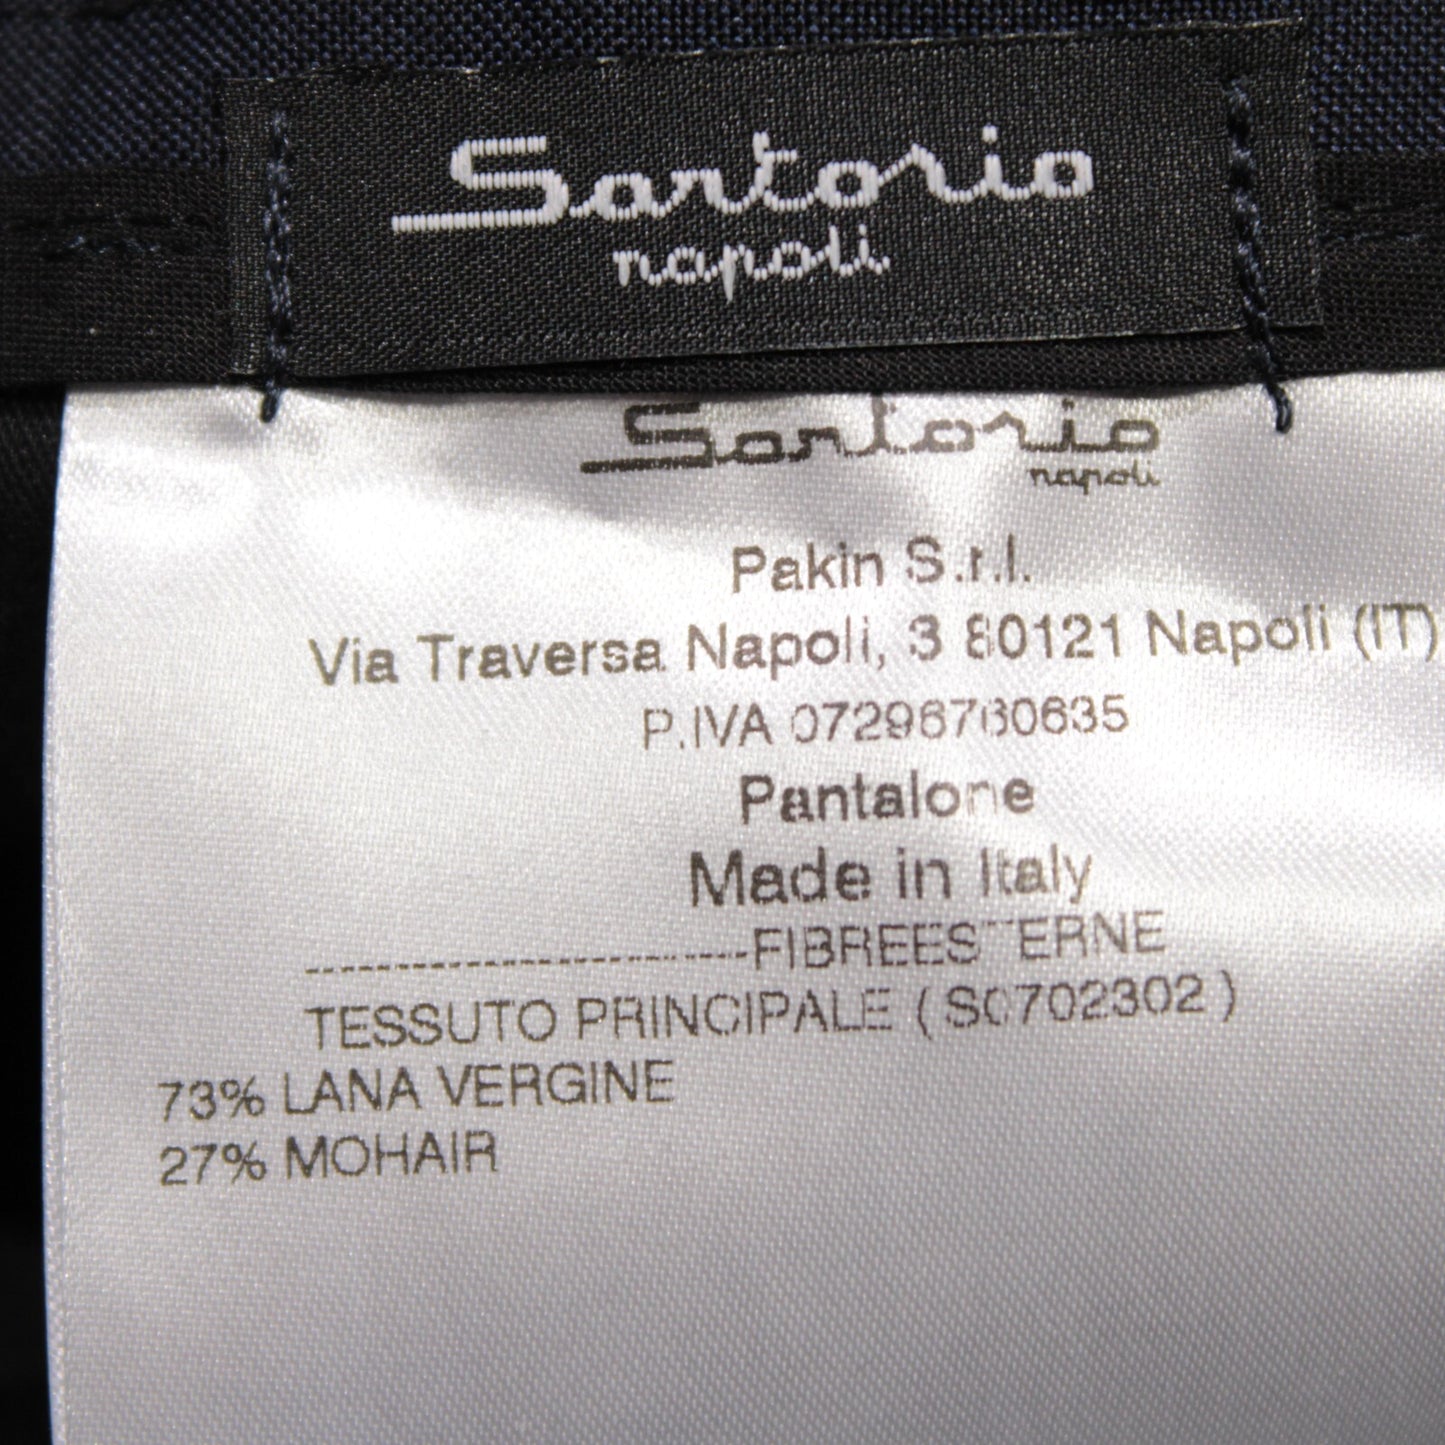 Sartorio
napoli
Sartorio
napoli
Pakin S.r.l.
Via Traversa Napoli, 3 80121 Napoli (IT)
P.IVA 07296760635
Pantalone
Made in Italy
-------------------------FIBREESTERNE
TESSUTO PRINCIPALE ( S0702302 )
73% LANA VERGINE
27% MOHAIR